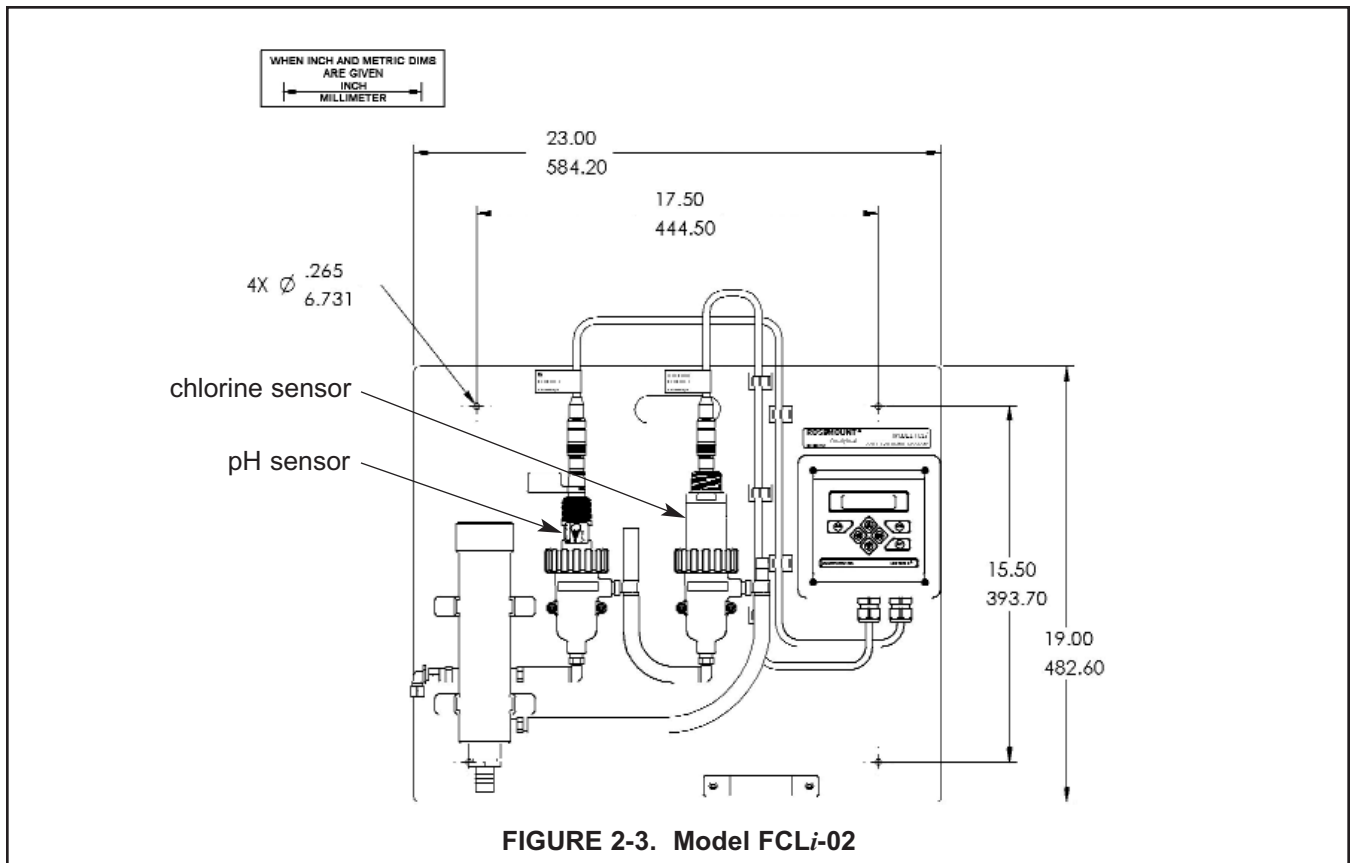 WHEN INCH AND METRIC DIMS
ARE GIVEN
INCH
MILLIMETER
23.00
584.20
17.50
444.50
4X Ø .265
6.731
chlorine sensor
pH sensor
ROSEMOUNT
Analytical
15.50
393.70
19.00
482.60
FIGURE 2-3. Model FCLi-02